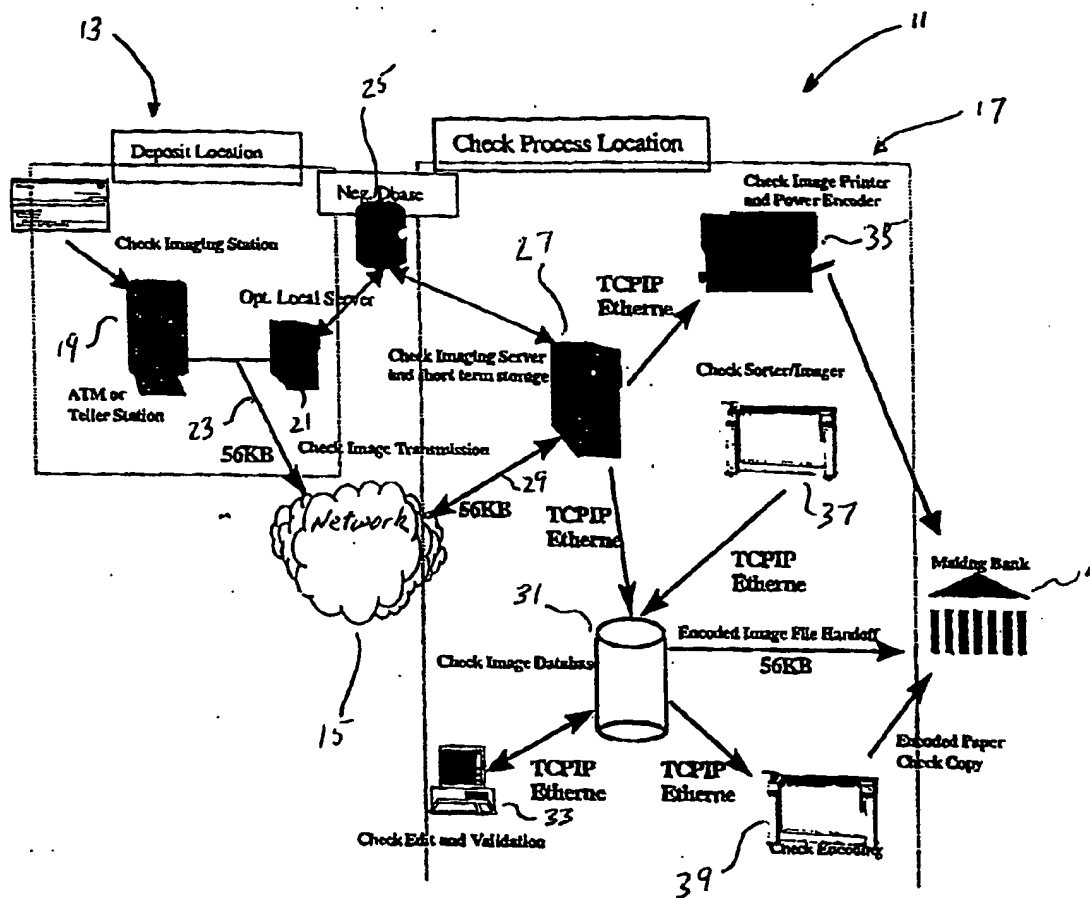 13
11
25
17
Deposit Location
Check Process Location
Neg. Dbase
Check Image Printer
and Power Encoder
35
Check Imaging Station
27
TCPIP
Etherne
Opt. Local Server
19
Check Imaging Server
and short term storage
Check Sorter/Imager
ATM or
Teller Station
23
21
56KB
Check Image Transmission
29
56KB
Network
TCPIP
Etherne
37
TCPIP
Etherne
Making Bank
31
Encoded Image File Handoff
56KB
Check Image Databas
15
TCPIP
Etherne
TCPIP
Etherne
Encoded Paper
Check Copy
33
Check Edit and Validation
Check Encoding
39